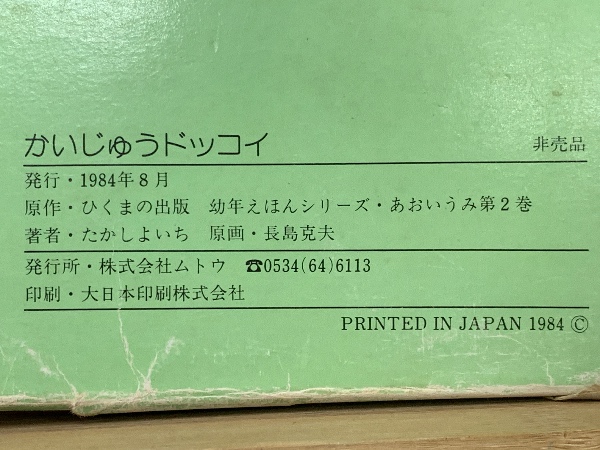 かいじゅうドッコイ 非売品
発行・1984年8月
原作・ひくまの出版 幼年えほんシリーズ・あおいうみ第2巻
著者・たかしよいち 原画・長島克夫
発行所・株式会社ムトウ ☎0534(64)6113
印刷・大日本印刷株式会社
PRINTED IN JAPAN 1984 ©